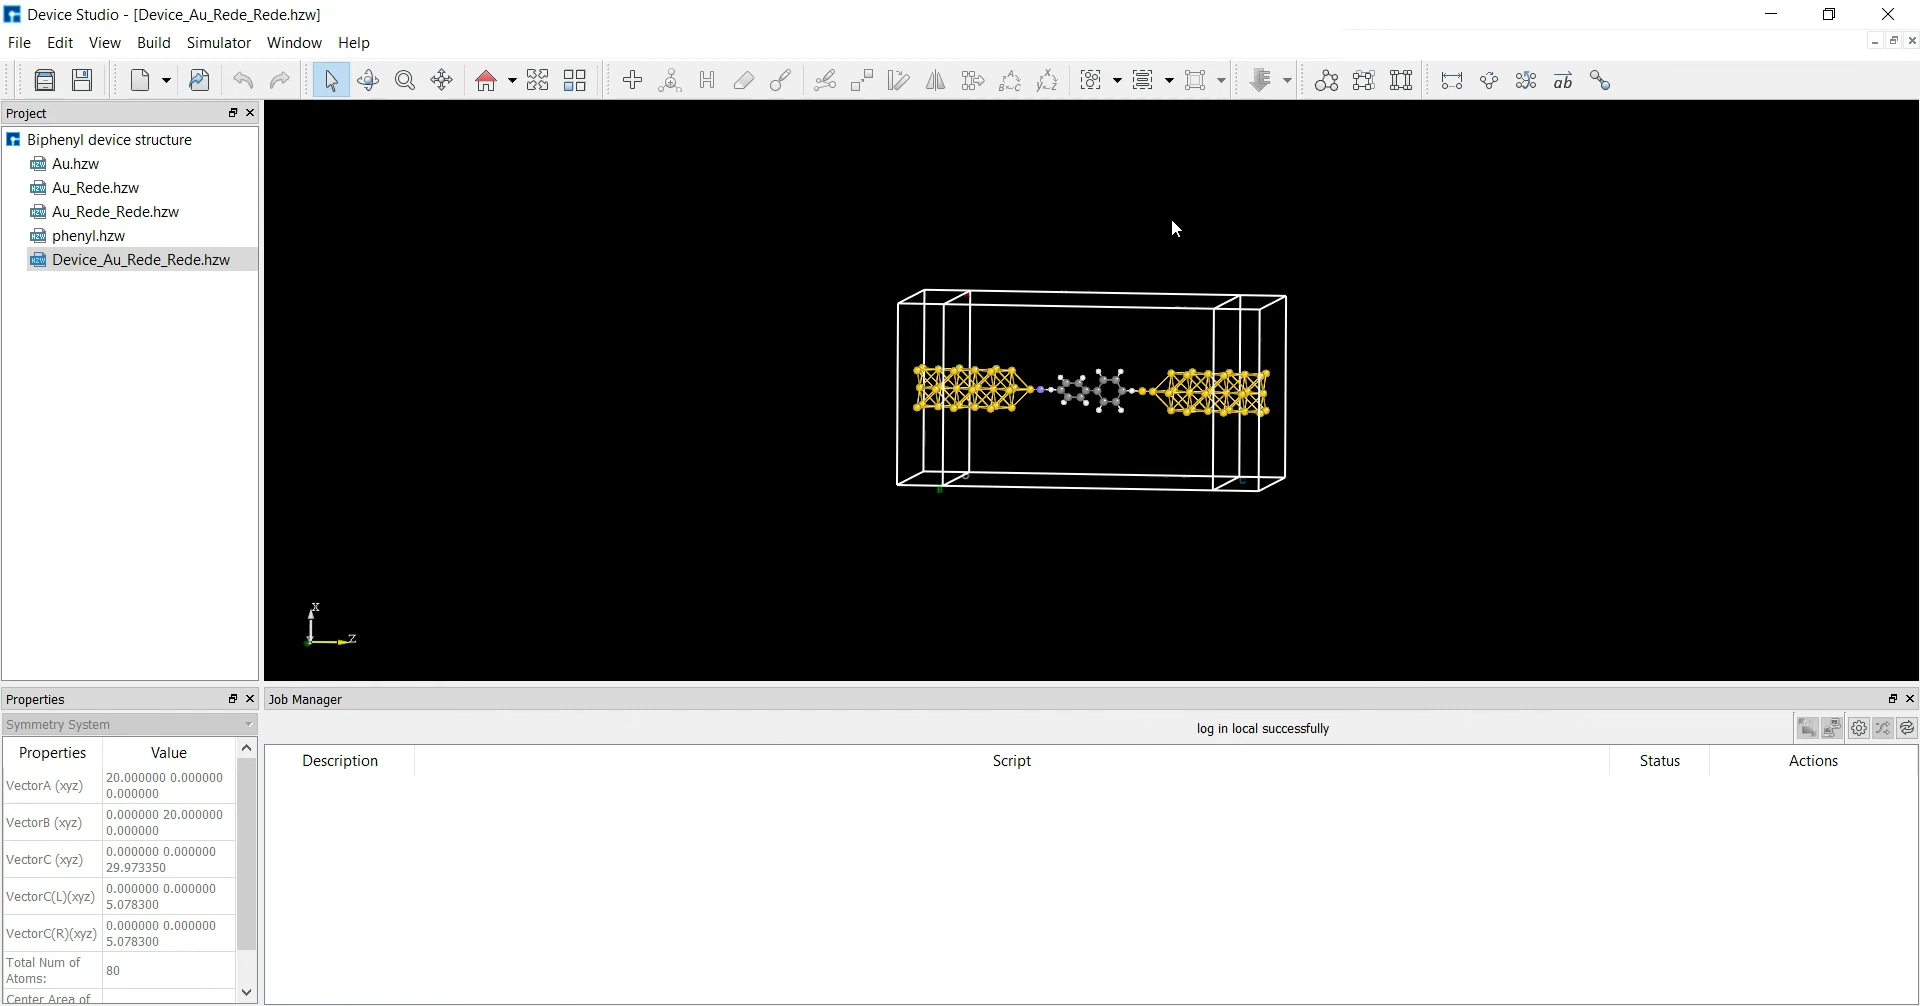 Device Studio - [Device_Au_Rede_Rede.hzw]
File Edit View Build Simulator Window Help
Project
Biphenyl device structure
Au.hzw
Au_Rede.hzw
Au_Rede_Rede.hzw
phenyl.hzw
Device_Au_Rede_Rede.hzw
X
Z
B
C
Properties
Symmetry System
Properties Value
VectorA (xyz) 20.000000 0.000000
0.000000
VectorB (xyz) 0.000000 20.000000
0.000000
VectorC (xyz) 0.000000 0.000000
29.973350
VectorC(L)(xyz) 0.000000 0.000000
5.078300
VectorC(R)(xyz) 0.000000 0.000000
5.078300
Total Num of
Atoms: 80
Center Area of
Job Manager
log in local successfully
Description Script Status Actions